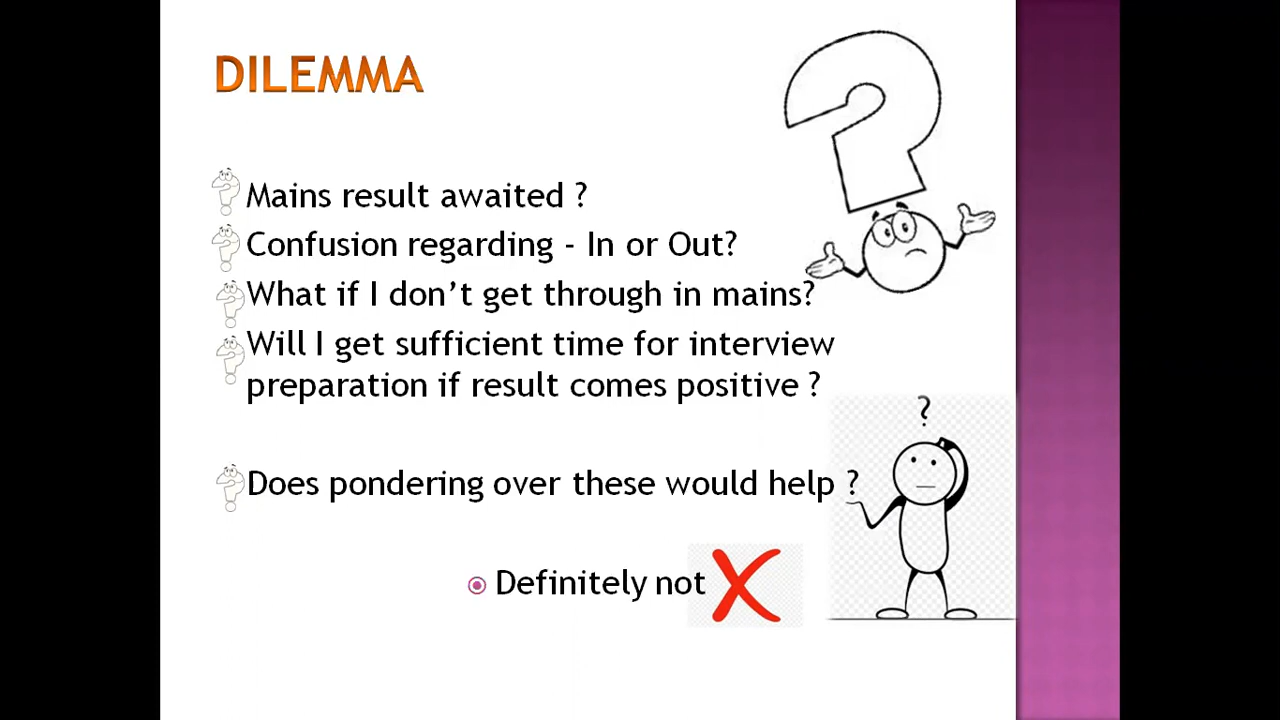 DILEMMA
Mains result awaited ?
Confusion regarding - In or Out?
What if I don't get through in mains?
Will I get sufficient time for interview
preparation if result comes positive ?
?
Does pondering over these would help ?
Definitely not